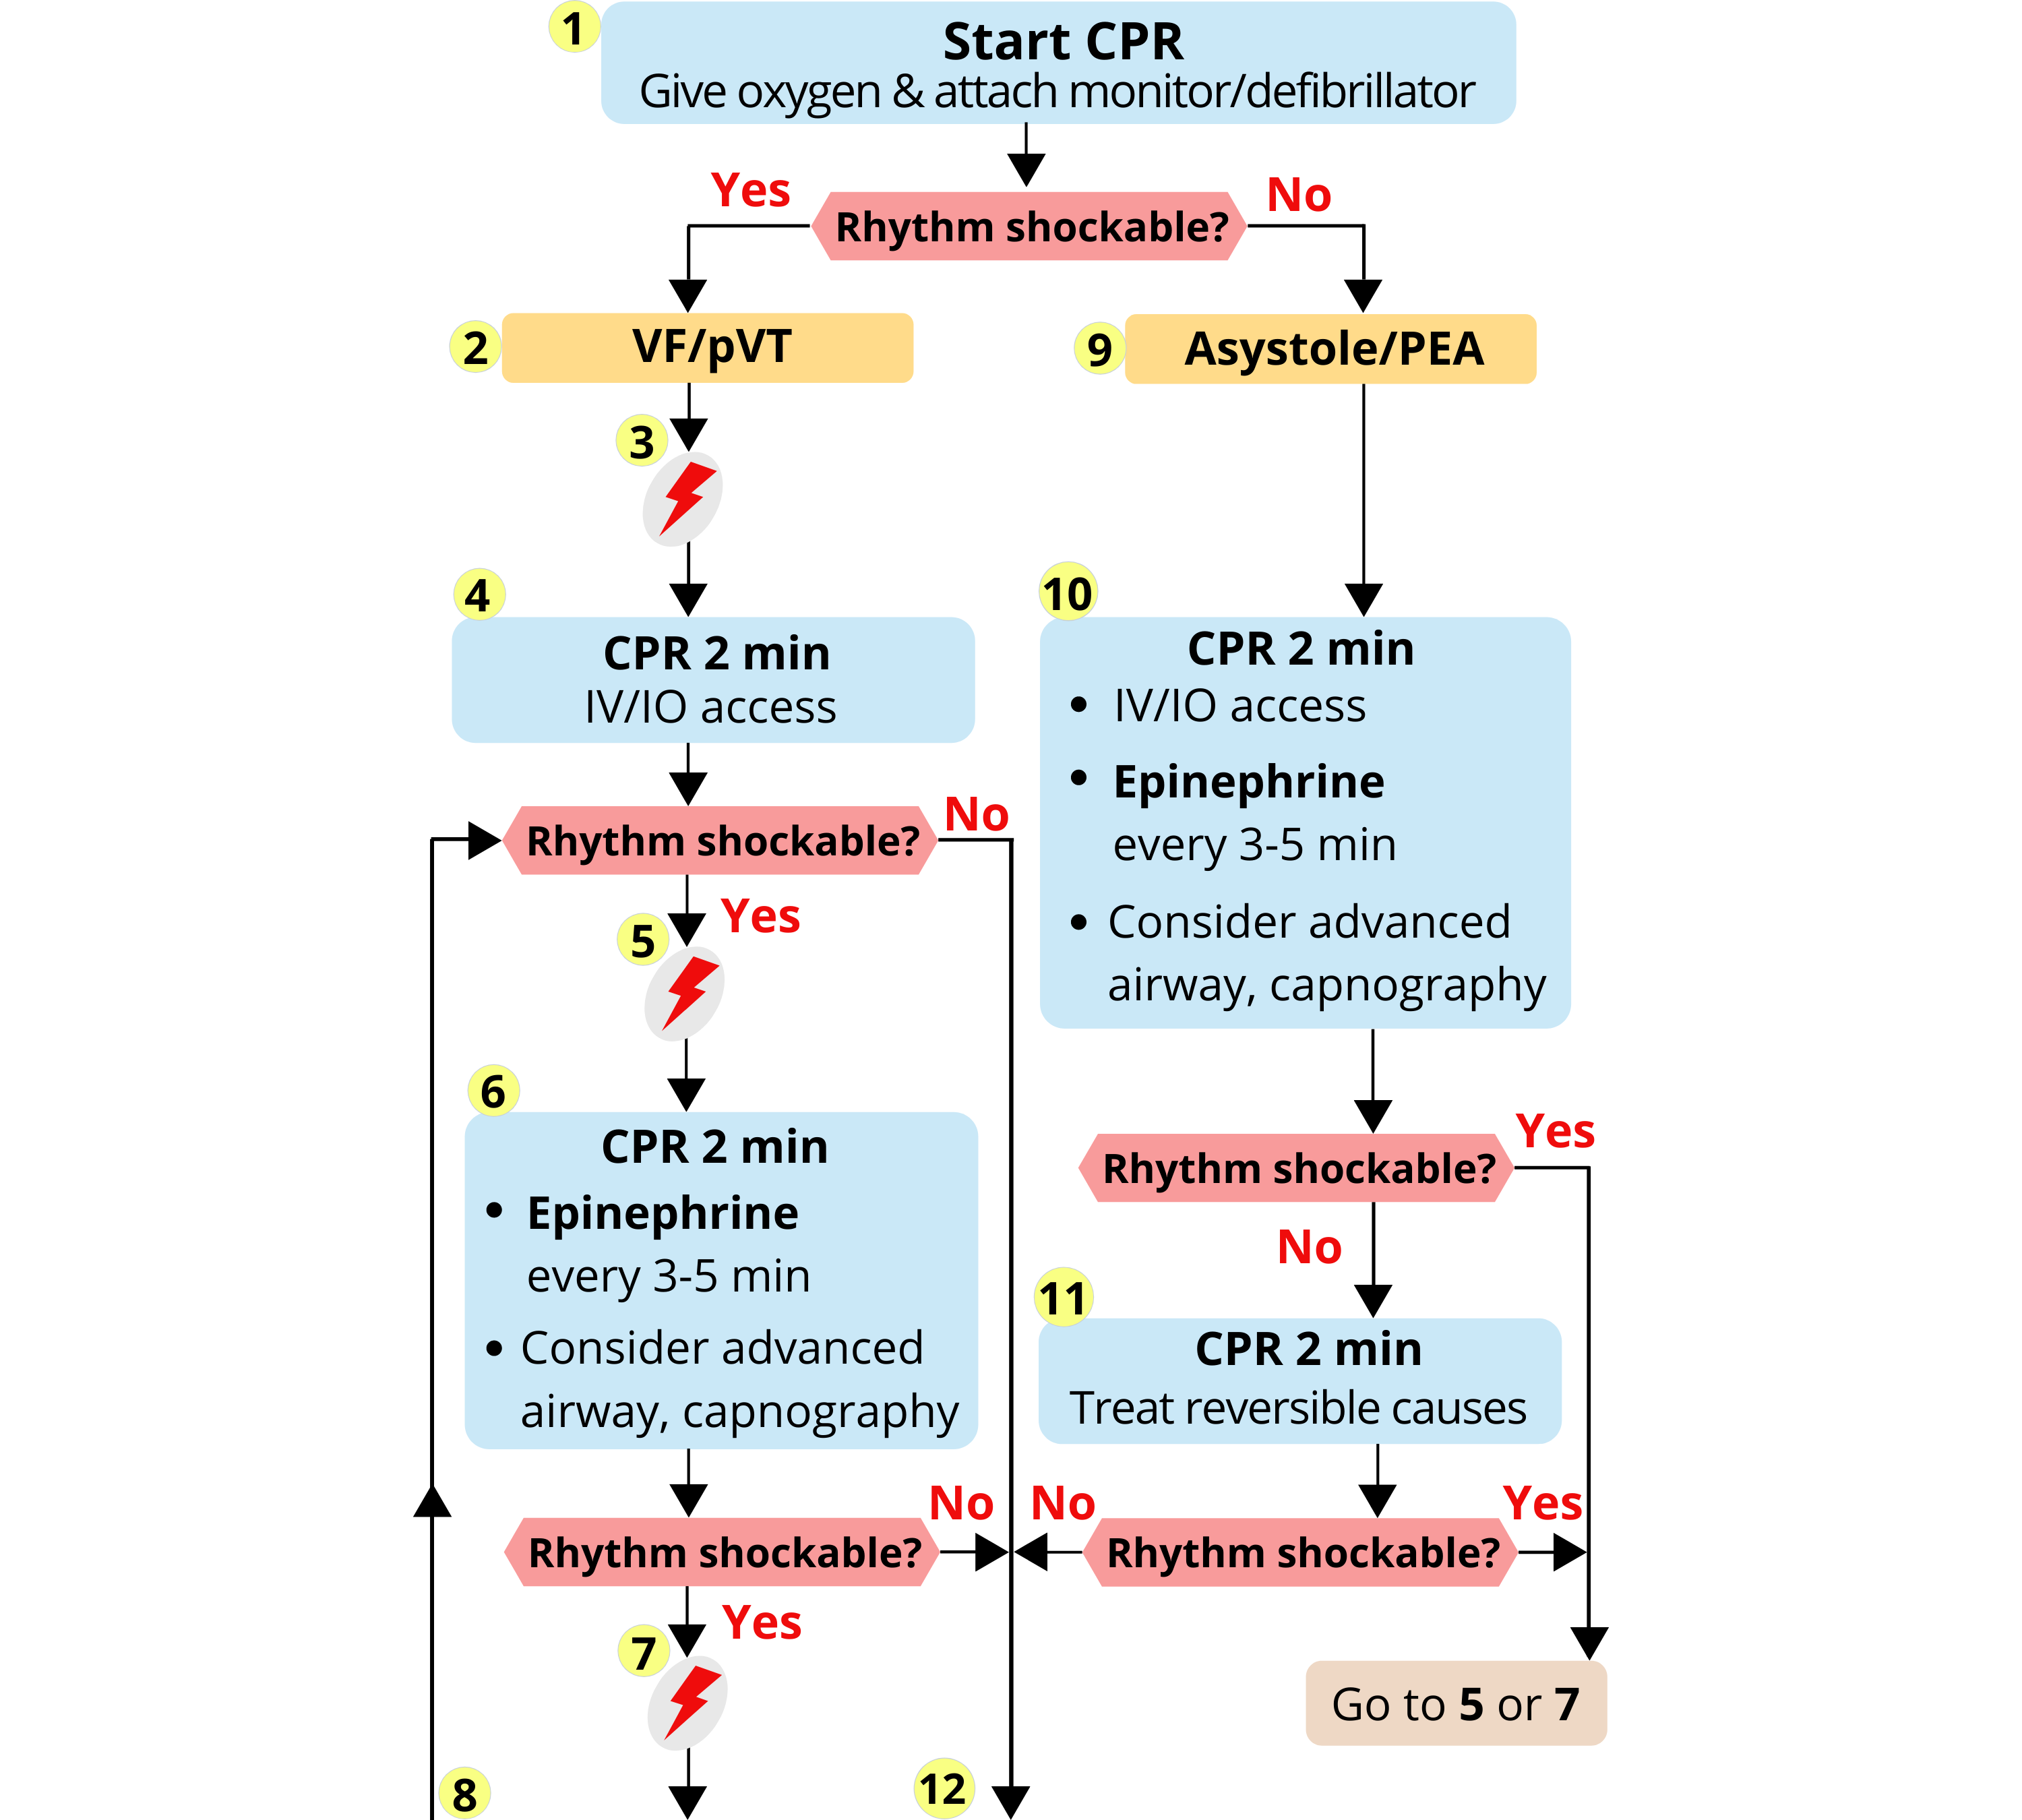 1
Start CPR
Give oxygen & attach monitor/defibrillator
Yes
No
Rhythm shockable?
2
VF/pVT
9
Asystole/PEA
3
4
CPR 2 min
IV/IO access
10
CPR 2 min
• IV/IO access
• Epinephrine
every 3-5 min
• Consider advanced
airway, capnography
Rhythm shockable?
No
Yes
5
6
CPR 2 min
• Epinephrine
every 3-5 min
• Consider advanced
airway, capnography
Rhythm shockable?
Yes
No
11
CPR 2 min
Treat reversible causes
Rhythm shockable?
No
No
Rhythm shockable?
Yes
Yes
7
Go to 5 or 7
8
12